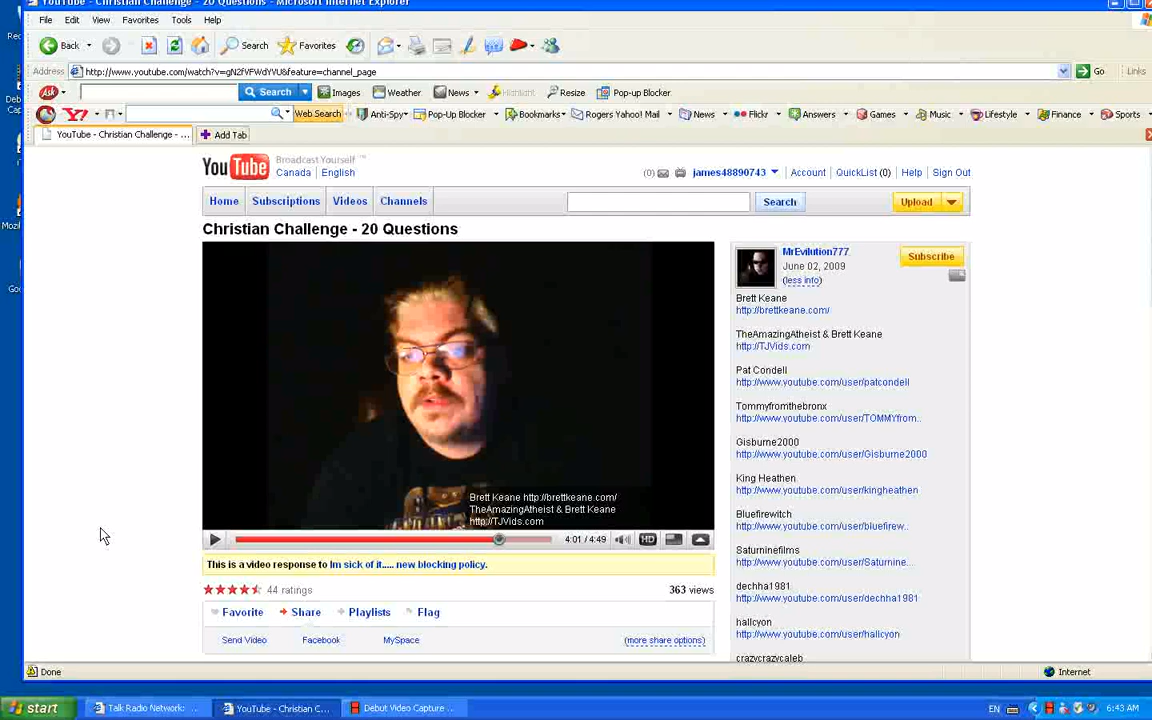 YouTube - Christian Challenge - 20 Questions - Microsoft Internet Explorer
File Edit View Favorites Tools Help
Back Search Favorites
Address http://www.youtube.com/watch?v=gN2fVFWdYVU&feature=channel_page Go Links
Ask Search Images Weather News Highlight Resize Pop-up Blocker
Y! Web Search Anti-Spy Pop-Up Blocker Bookmarks Rogers Yahoo! Mail News Flickr Answers Games Music Lifestyle Finance Sports
YouTube - Christian Challenge - ... Add Tab
YouTube Broadcast Yourself ™
Canada English
(0) james48890743 Account QuickList (0) Help Sign Out
Home Subscriptions Videos Channels Search Upload
Christian Challenge - 20 Questions
Brett Keane http://brettkeane.com/
TheAmazingAtheist & Brett Keane
http://TJVids.com
4:01 / 4:49 HD
This is a video response to Im sick of it..... new blocking policy.
44 ratings 363 views
Favorite Share Playlists Flag
Send Video Facebook MySpace (more share options)
MrEvilution777
June 02, 2009
(less info)
Subscribe
Brett Keane
http://brettkeane.com/
TheAmazingAtheist & Brett Keane
http://TJVids.com
Pat Condell
http://www.youtube.com/user/patcondell
Tommyfromthebronx
http://www.youtube.com/user/TOMMYfrom..
Gisburne2000
http://www.youtube.com/user/Gisburne2000
King Heathen
http://www.youtube.com/user/kingheathen
Bluefirewitch
http://www.youtube.com/user/bluefirew..
Saturninefilms
http://www.youtube.com/user/Saturnine...
dechha1981
http://www.youtube.com/user/dechha1981
hallcyon
http://www.youtube.com/user/hallcyon
crazycrazycaleb
Done Internet
start Talk Radio Network: ... YouTube - Christian C... Debut Video Capture ... EN 6:43 AM